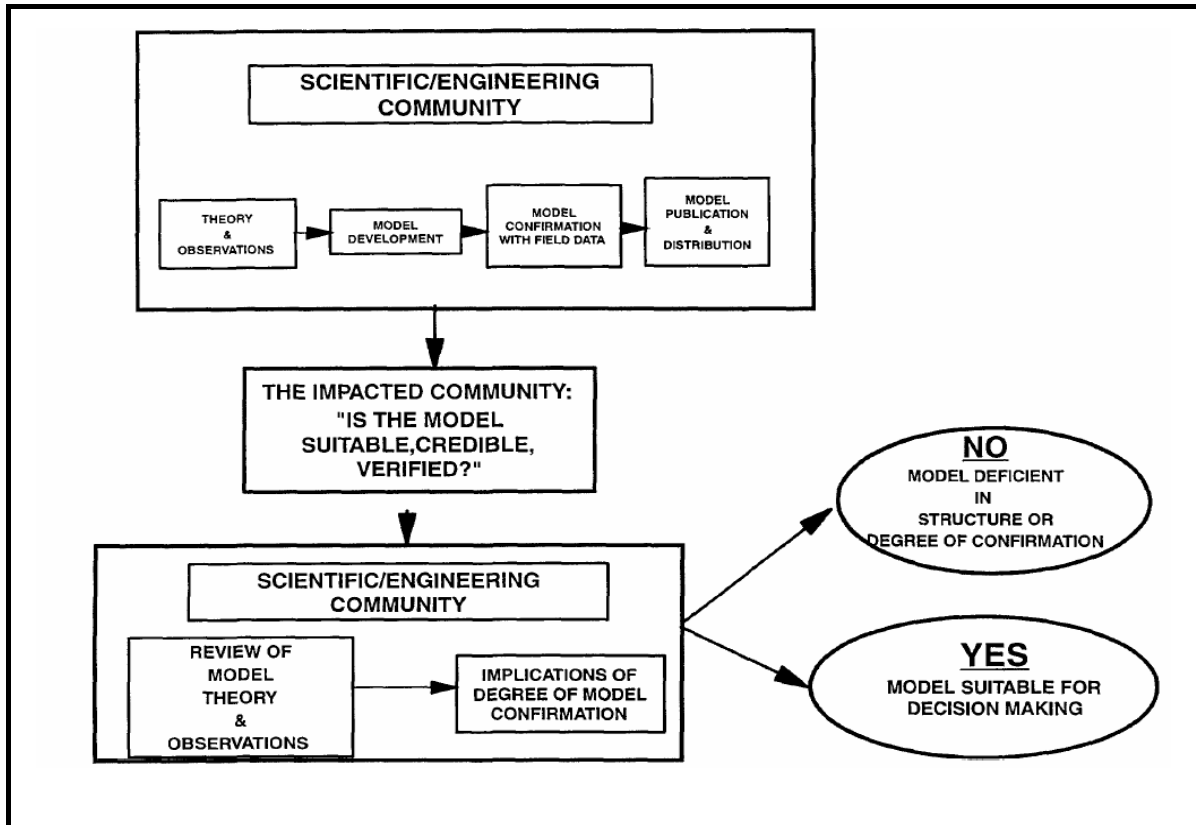 SCIENTIFIC/ENGINEERING
COMMUNITY
THEORY
&
OBSERVATIONS
MODEL
DEVELOPMENT
MODEL
CONFIRMATION
WITH FIELD DATA
MODEL
PUBLICATION
&
DISTRIBUTION
THE IMPACTED COMMUNITY:
"IS THE MODEL
SUITABLE,CREDIBLE,
VERIFIED?"
SCIENTIFIC/ENGINEERING
COMMUNITY
REVIEW OF
MODEL
THEORY
&
OBSERVATIONS
IMPLICATIONS OF
DEGREE OF MODEL
CONFIRMATION
NO
MODEL DEFICIENT
IN
STRUCTURE OR
DEGREE OF CONFIRMATION
YES
MODEL SUITABLE FOR
DECISION MAKING